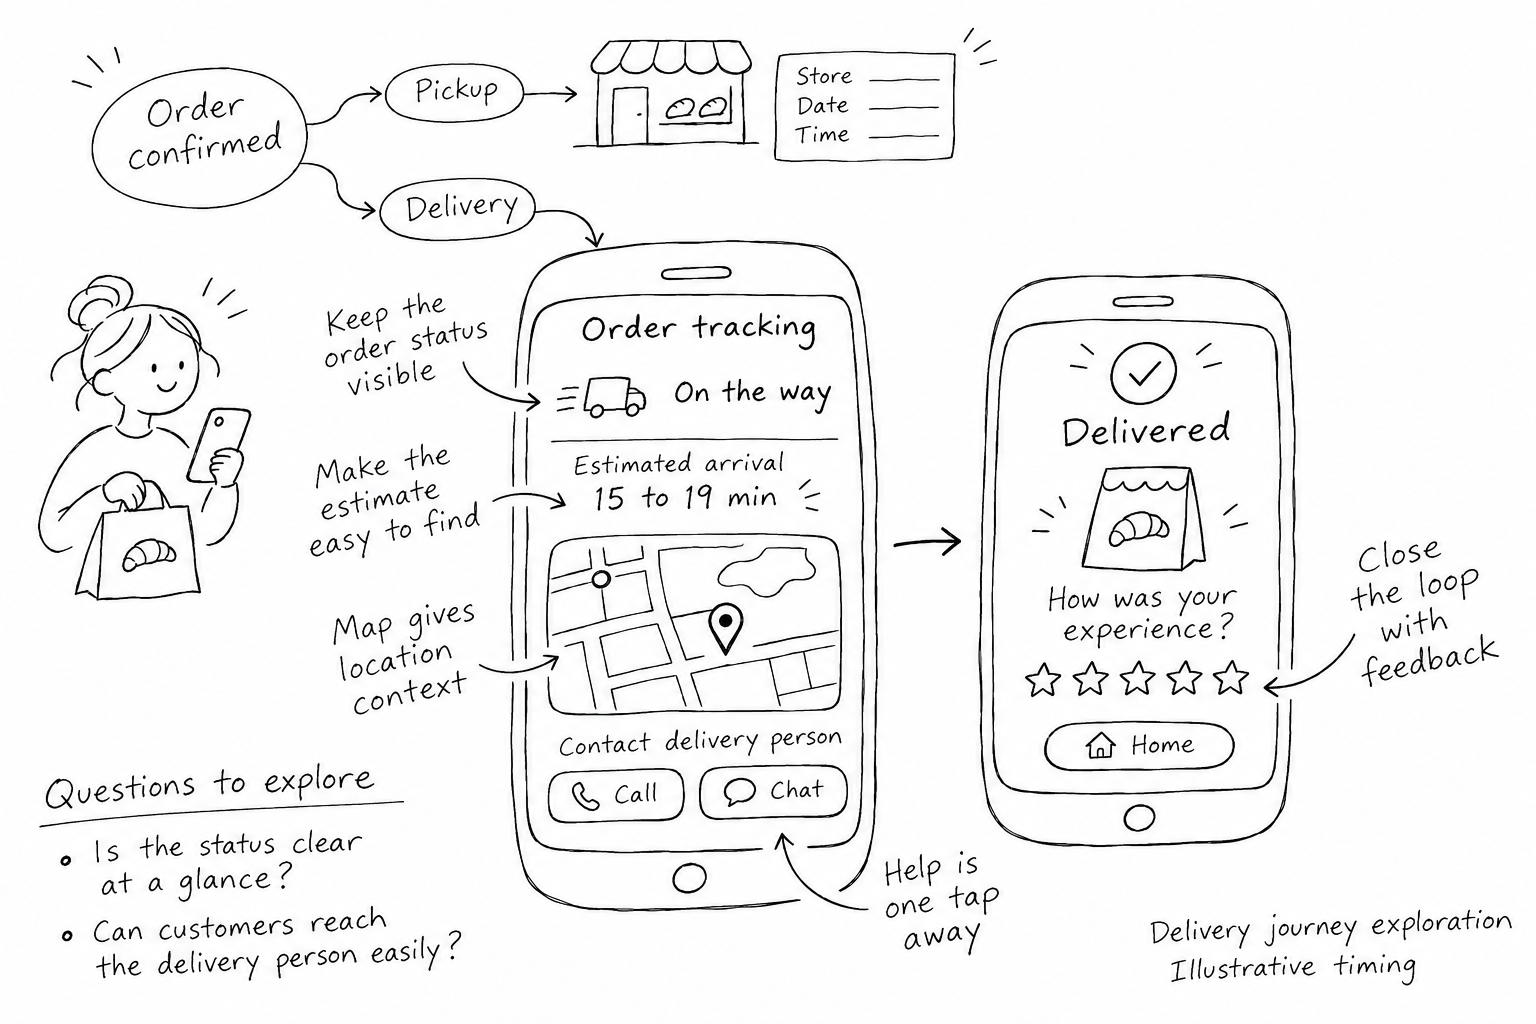 Order
confirmed
Pickup
Store
Date
Time
Delivery
Keep the
order status
visible
Make the
estimate
easy to find
Map gives
location
context
Order tracking
On the way
Estimated arrival
15 to 19 min
Contact delivery person
Call
Chat
Help is
one tap
away
Delivered
How was your
experience?
Home
Close
the loop
with
feedback
Questions to explore
Is the status clear
at a glance?
Can customers reach
the delivery person easily?
Delivery journey exploration
Illustrative timing